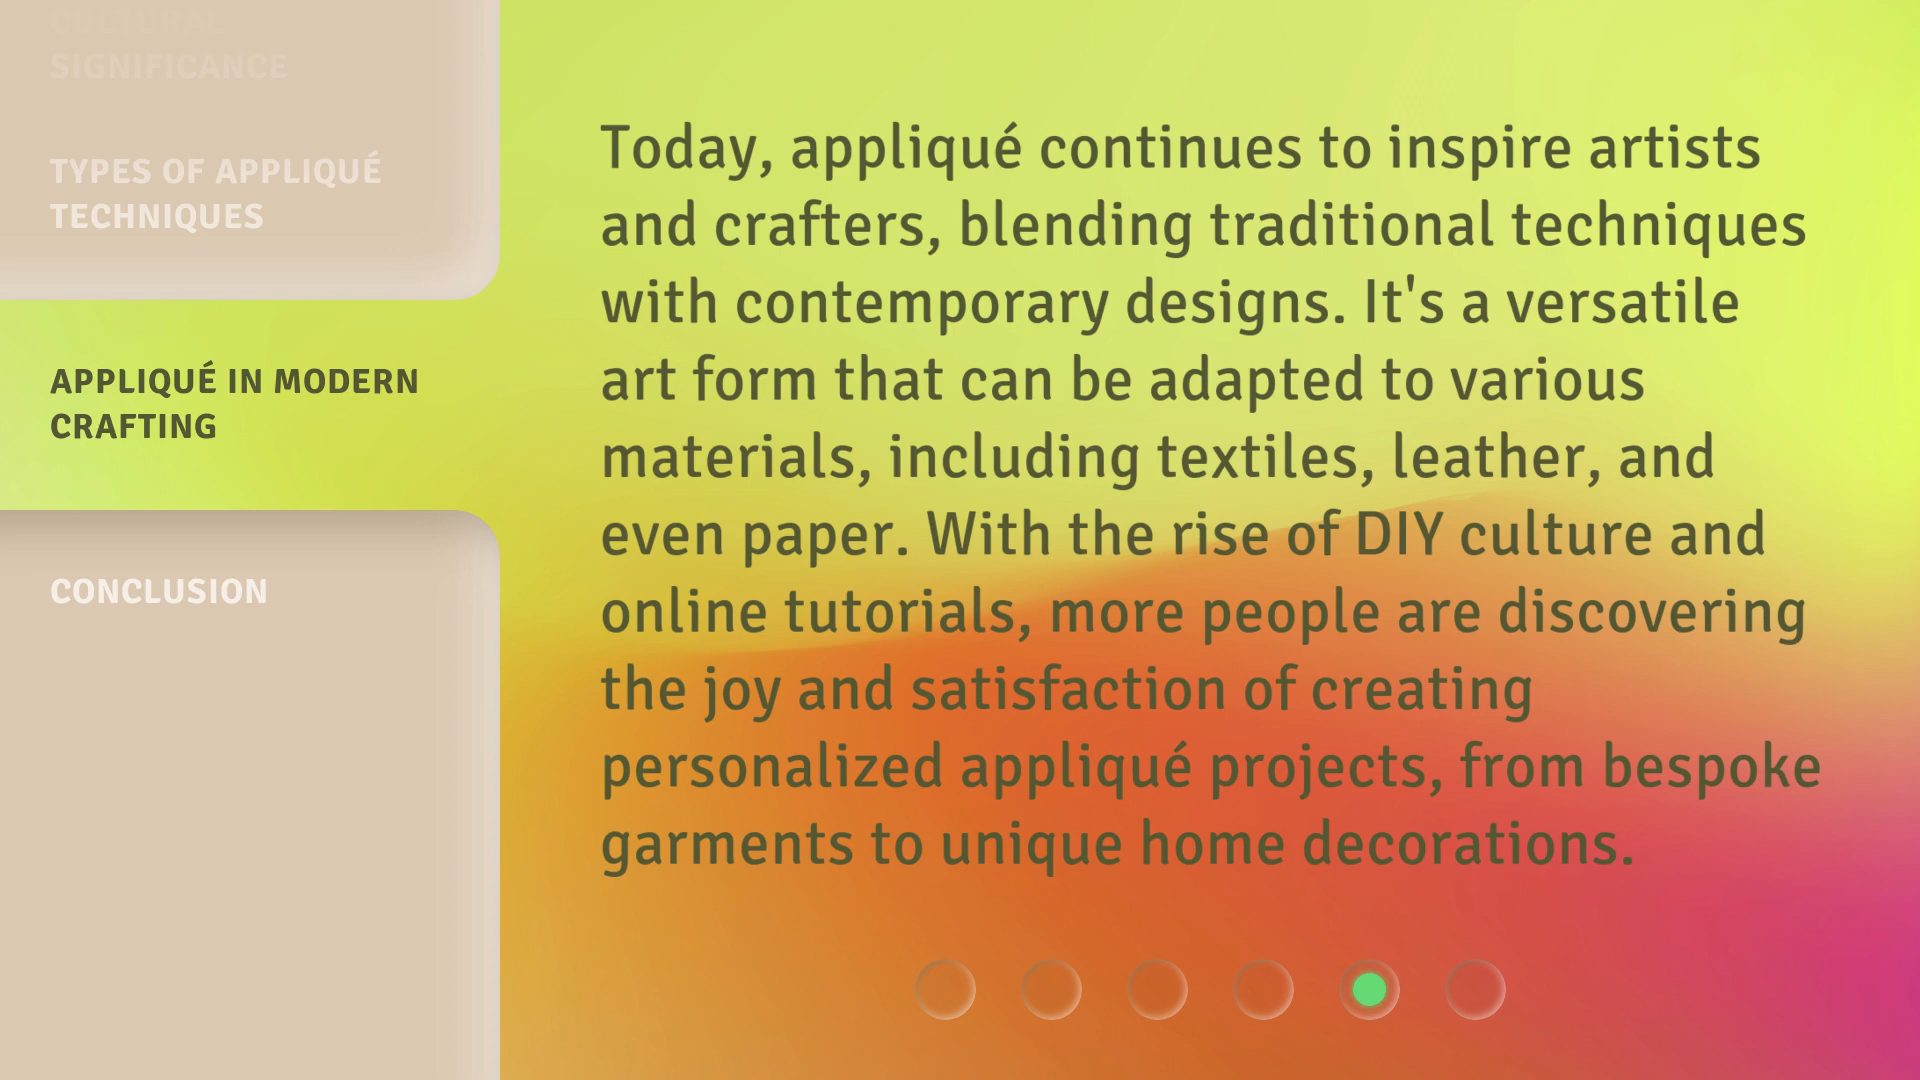 CULTURAL
SIGNIFICANCE
TYPES OF APPLIQUÉ
TECHNIQUES
APPLIQUÉ IN MODERN
CRAFTING
CONCLUSION
Today, appliqué continues to inspire artists
and crafters, blending traditional techniques
with contemporary designs. It's a versatile
art form that can be adapted to various
materials, including textiles, leather, and
even paper. With the rise of DIY culture and
online tutorials, more people are discovering
the joy and satisfaction of creating
personalized appliqué projects, from bespoke
garments to unique home decorations.